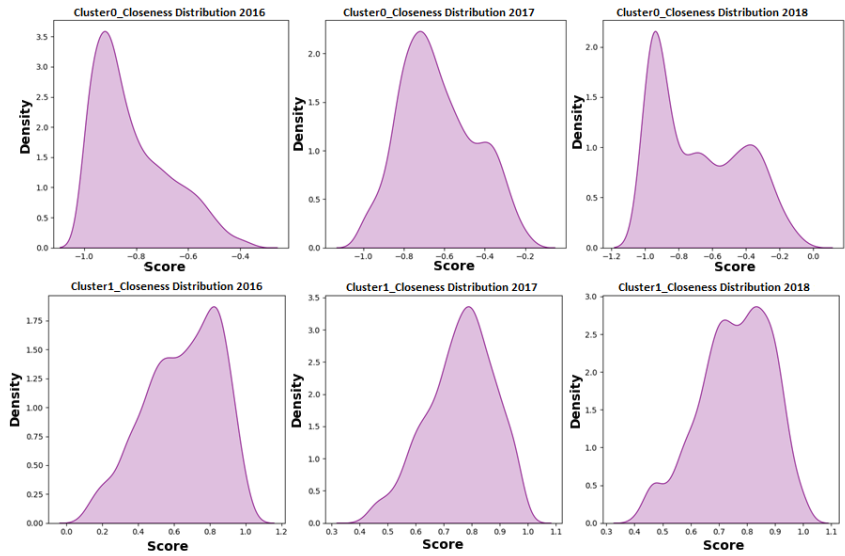 Cluster0_Closeness Distribution 2016
Cluster0_Closeness Distribution 2017
Cluster0_Closeness Distribution 2018
3.5
3.0
2.5
2.0
1.5
1.0
0.5
0.0
Density
−1.0 −0.8 −0.6 −0.4
Score
2.0
1.5
1.0
0.5
0.0
Density
−1.0 −0.8 −0.6 −0.4 −0.2
Score
2.0
1.5
1.0
0.5
0.0
Density
−1.2 −1.0 −0.8 −0.6 −0.4 −0.2 0.0
Score
Cluster1_Closeness Distribution 2016
Cluster1_Closeness Distribution 2017
Cluster1_Closeness Distribution 2018
1.75
1.50
1.25
1.00
0.75
0.50
0.25
0.00
Density
0.0 0.2 0.4 0.6 0.8 1.0 1.2
Score
3.5
3.0
2.5
2.0
1.5
1.0
0.5
0.0
Density
0.3 0.4 0.5 0.6 0.7 0.8 0.9 1.0 1.1
Score
3.0
2.5
2.0
1.5
1.0
0.5
0.0
Density
0.3 0.4 0.5 0.6 0.7 0.8 0.9 1.0 1.1
Score